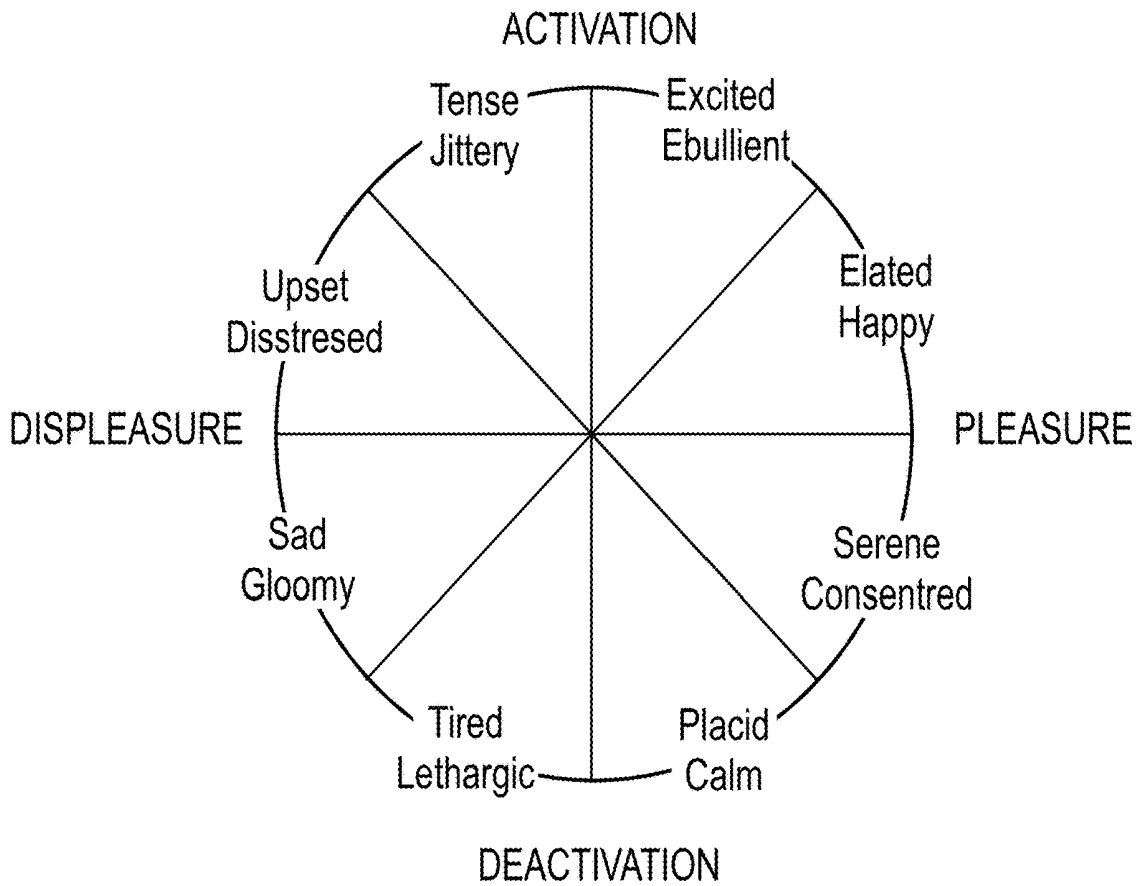 ACTIVATION
Tense
Jittery
Excited
Ebullient
Upset
Disstresed
Elated
Happy
DISPLEASURE
PLEASURE
Sad
Gloomy
Serene
Consentred
Tired
Lethargic
Placid
Calm
DEACTIVATION